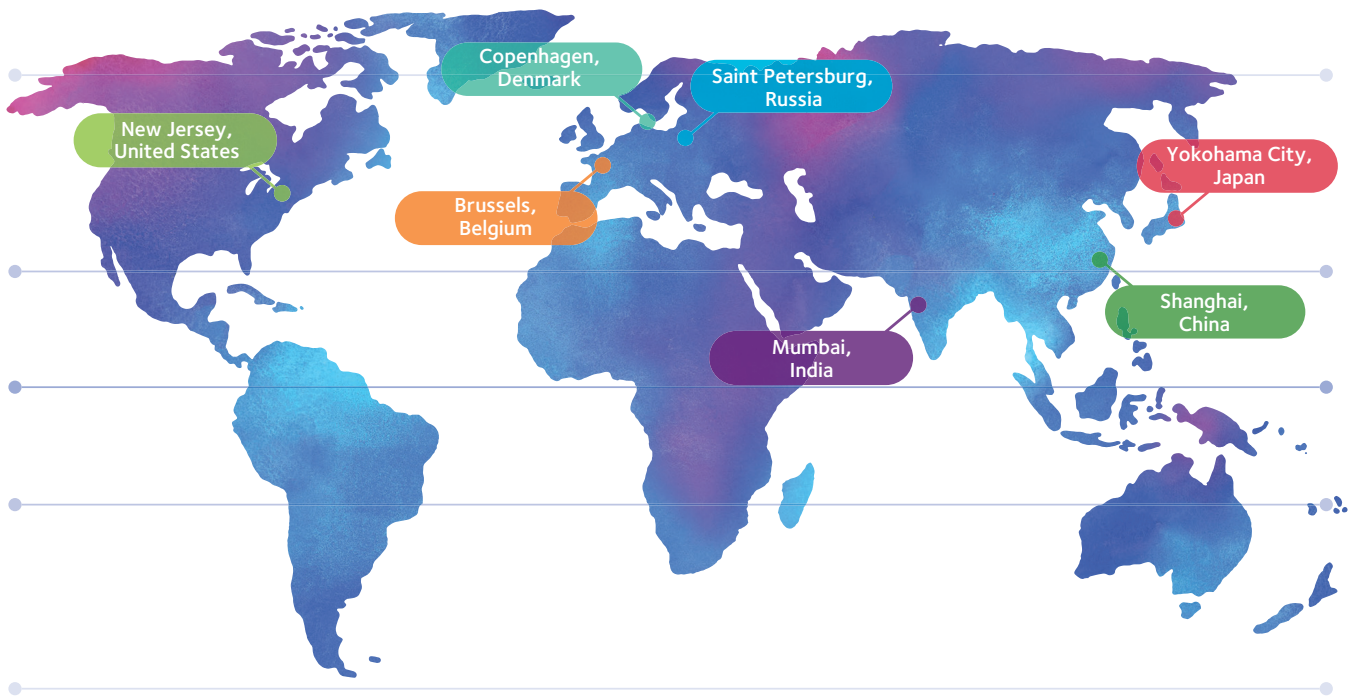 Copenhagen,
Denmark
Saint Petersburg,
Russia
New Jersey,
United States
Yokohama City,
Japan
Brussels,
Belgium
Shanghai,
China
Mumbai,
India